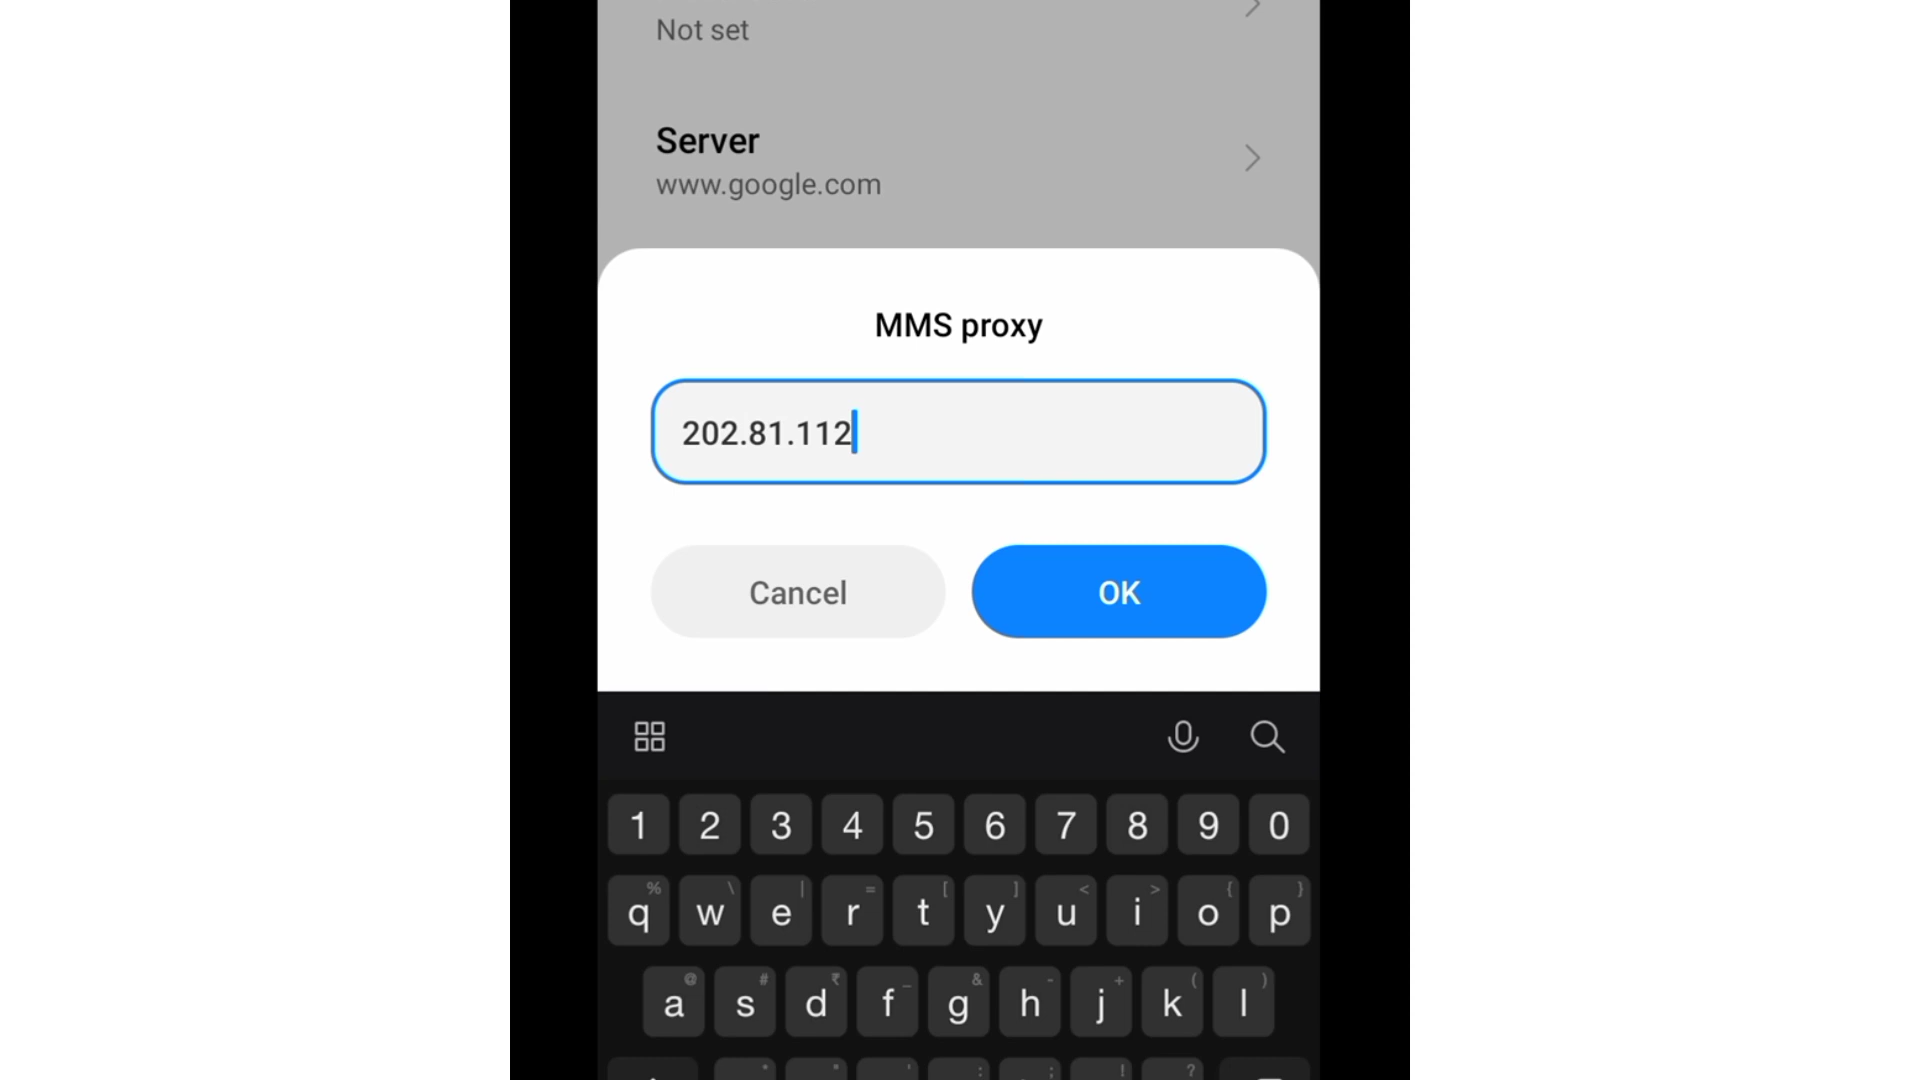 Not set
Server
www.google.com
MMS proxy
202.81.112
Cancel OK
1 2 3 4 5 6 7 8 9 0
% \ | = [ ] < > { }
q w e r t y u i o p
@ # ₹ _ & - + ( )
a s d f g h j k l
* " ' : ; ! ?